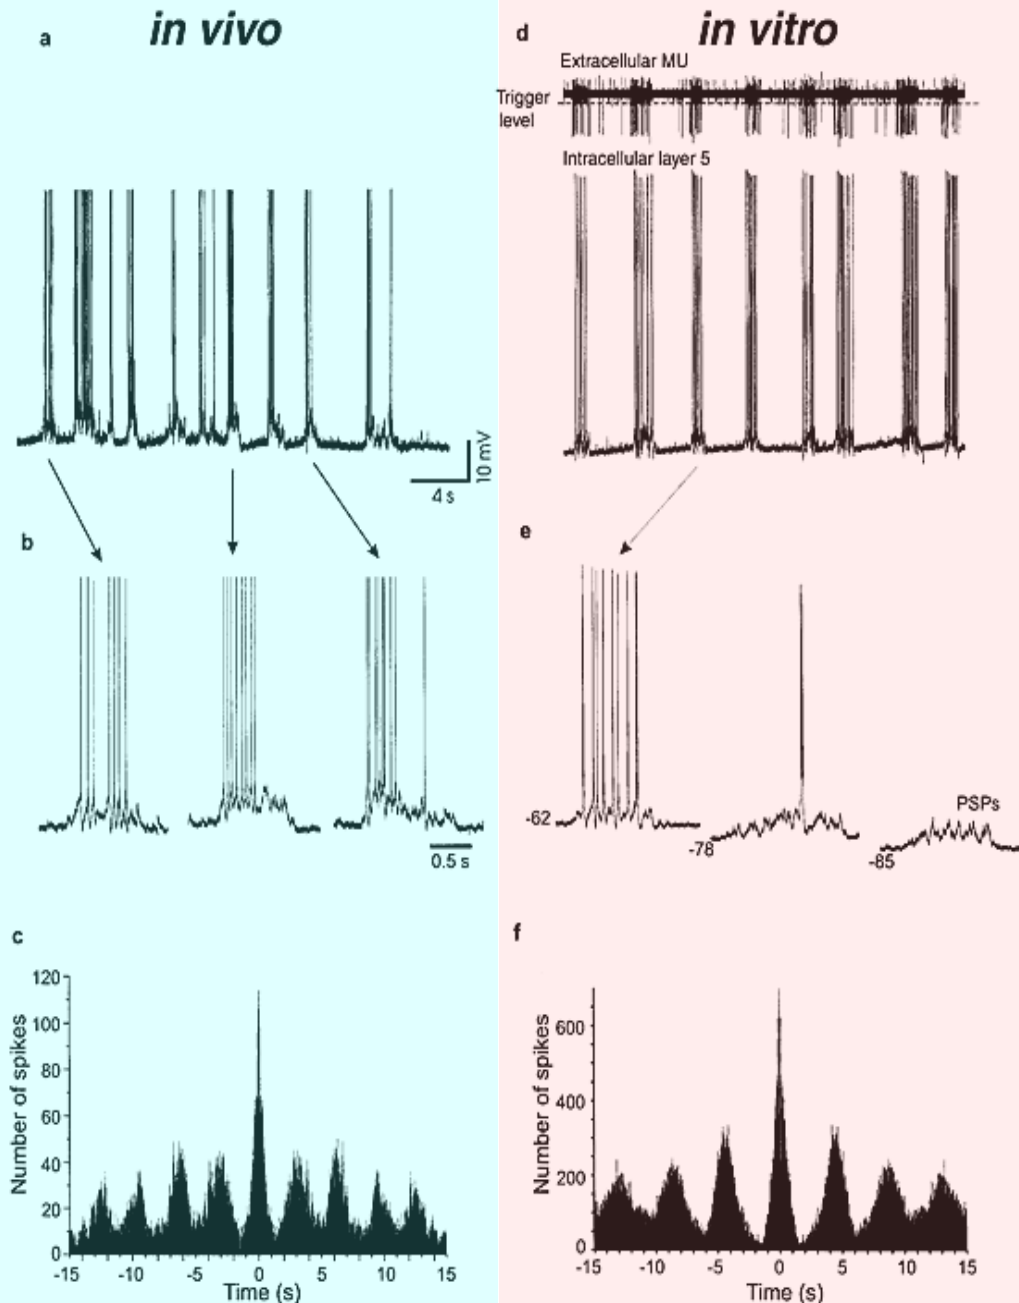 in vivo
a
4 s
10 mV
b
0.5 s
c
120
100
80
60
40
20
0
Number of spikes
-15
-10
-5
0
5
10
15
Time (s)
in vitro
d
Extracellular MU
Trigger
level
Intracellular layer 5
e
-62
-78
PSPs
-85
f
600
400
200
0
Number of spikes
-15
-10
-5
0
5
10
15
Time (s)